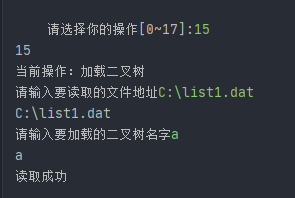 请选择你的操作[0~17]:15
15
当前操作: 加载二叉树
请输入要读取的文件地址C:\list1.dat
C:\list1.dat
请输入要加载的二叉树名字a
a
读取成功